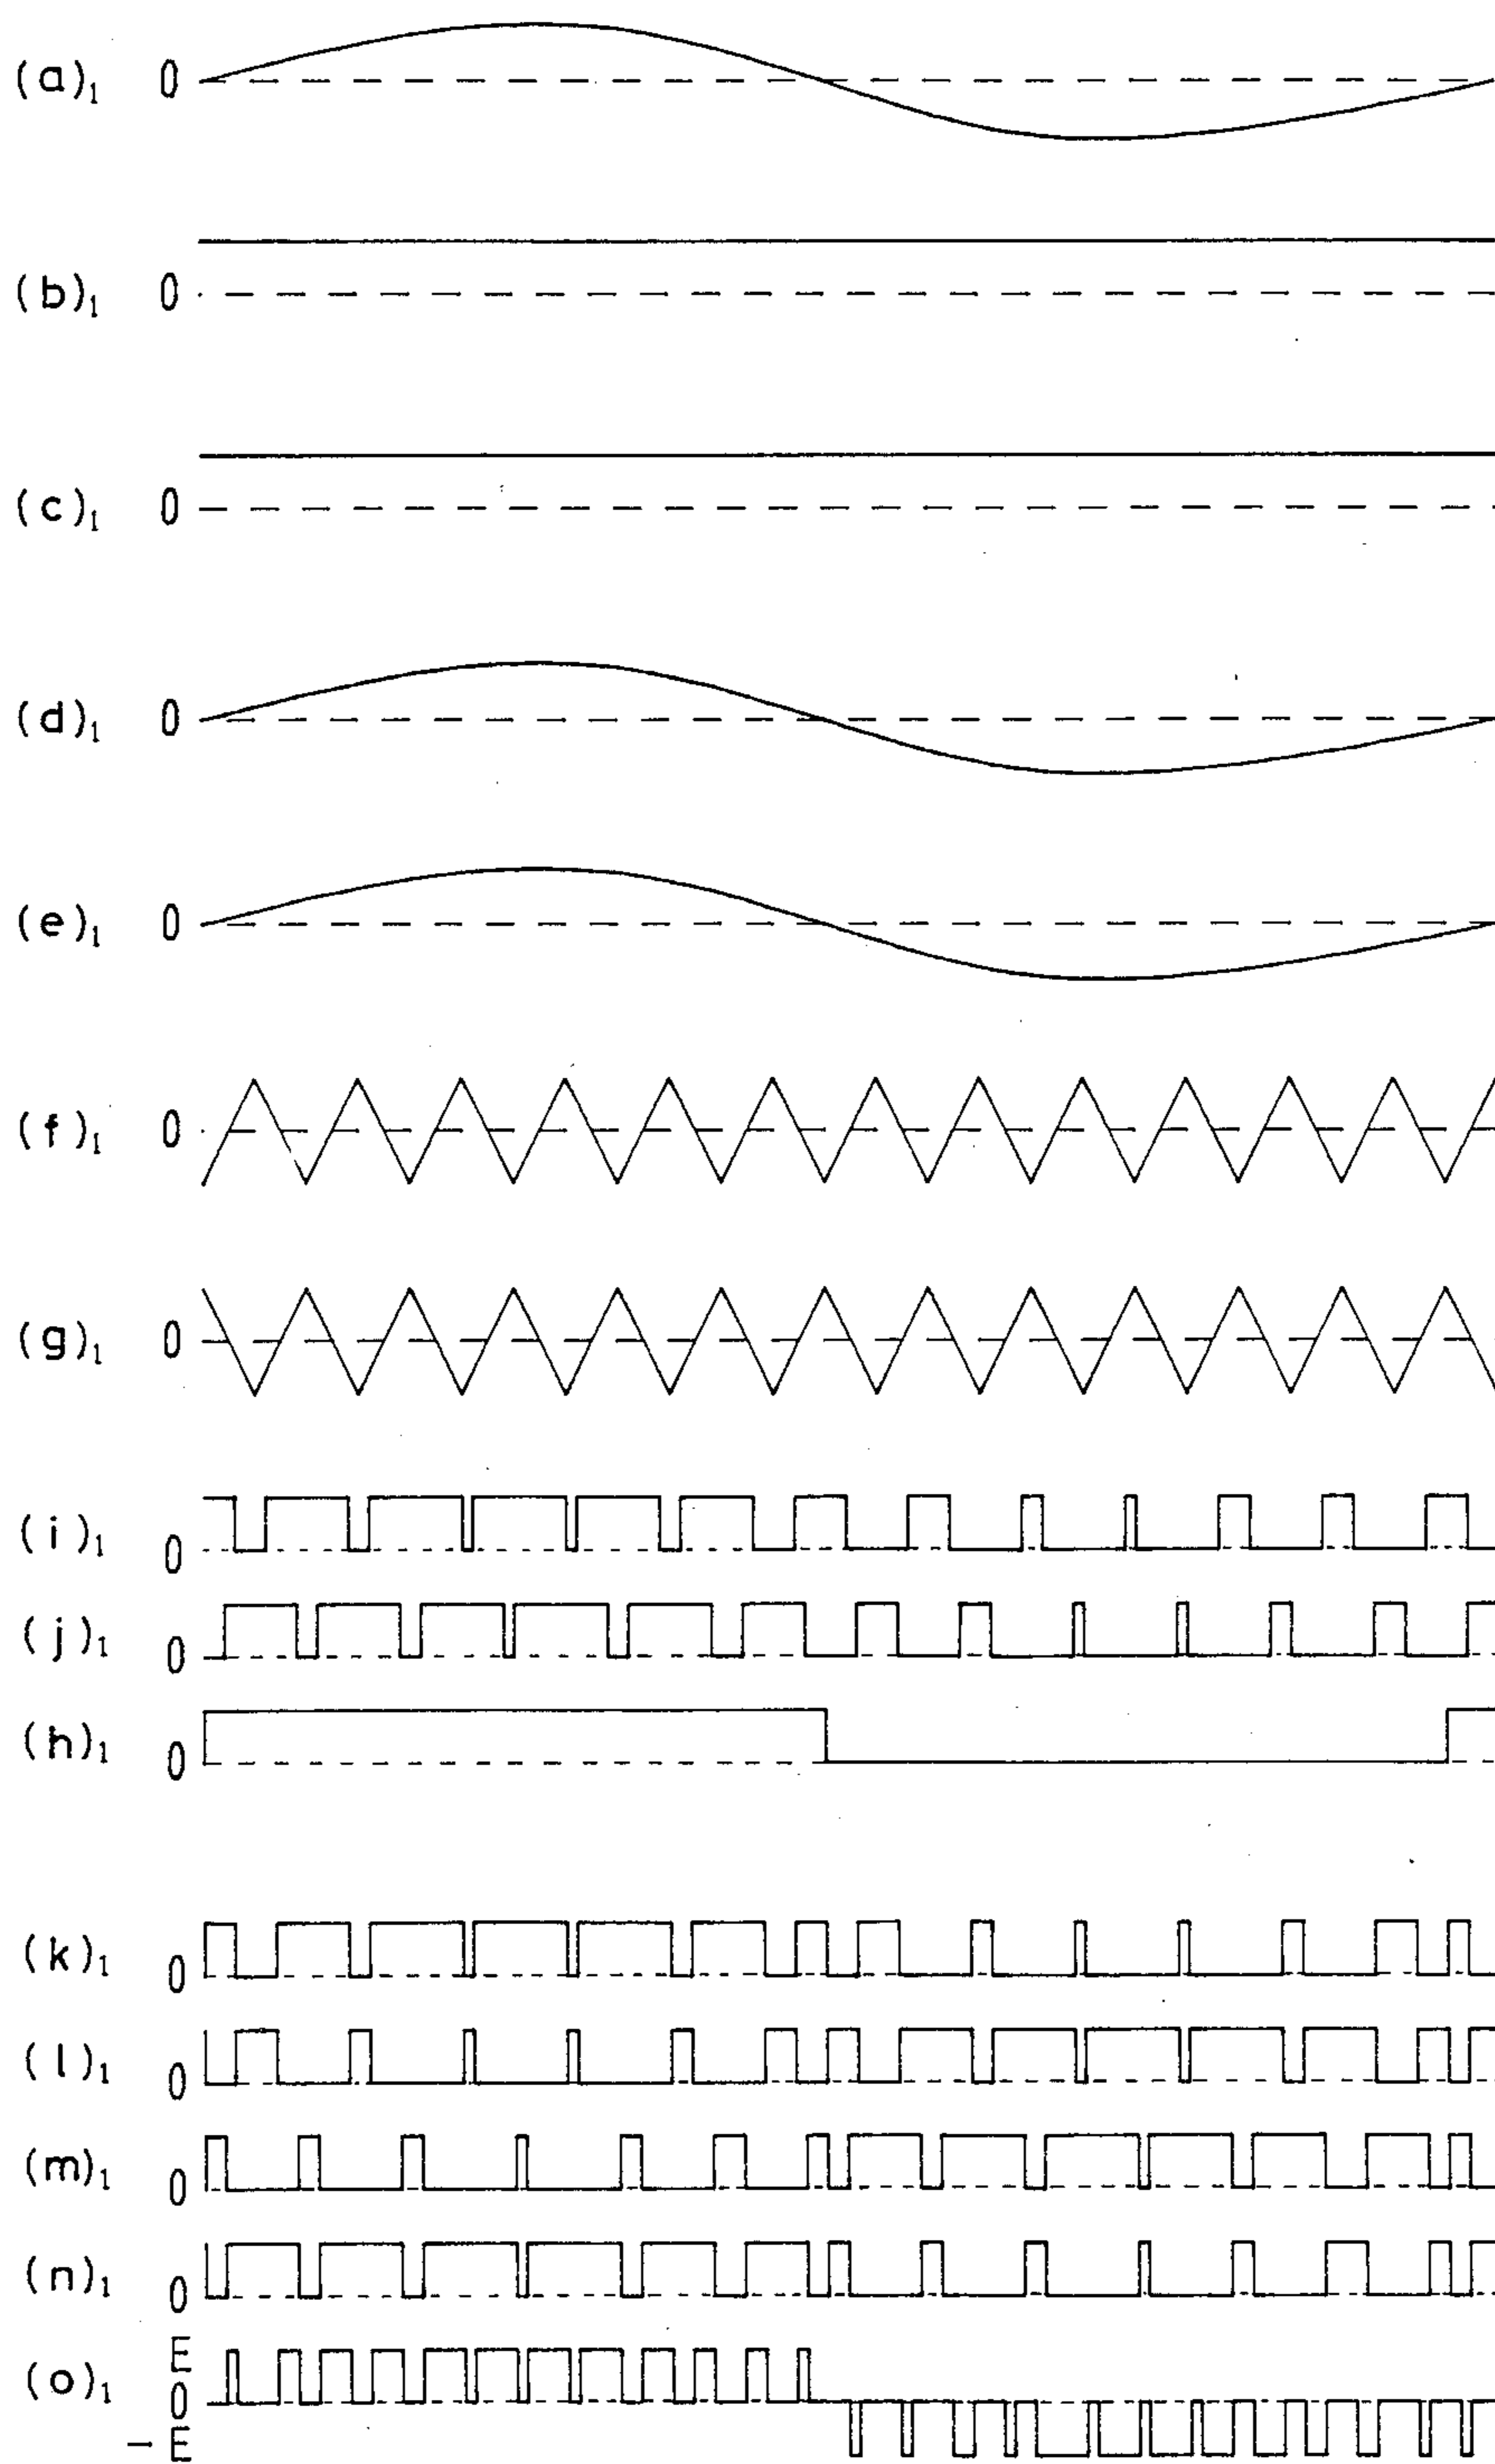 (a)₁ 0
(b)₁ 0
(c)₁ 0
(d)₁ 0
(e)₁ 0
(f)₁ 0
(g)₁ 0
(i)₁ 0
(j)₁ 0
(h)₁ 0
(k)₁ 0
(l)₁ 0
(m)₁ 0
(n)₁ 0
E
(o)₁ 0
− E